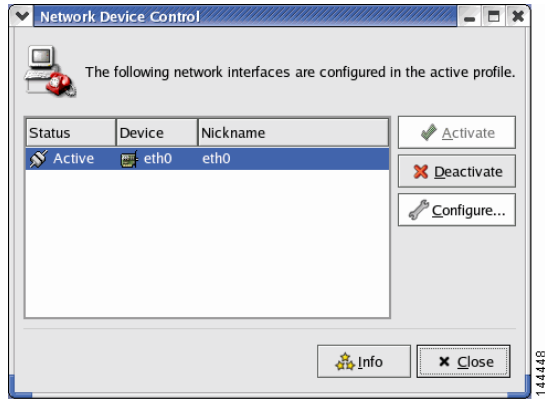 Network Device Control
The following network interfaces are configured in the active profile.
Status Device Nickname
Active eth0 eth0
Activate
Deactivate
Configure...
Info
Close
144448